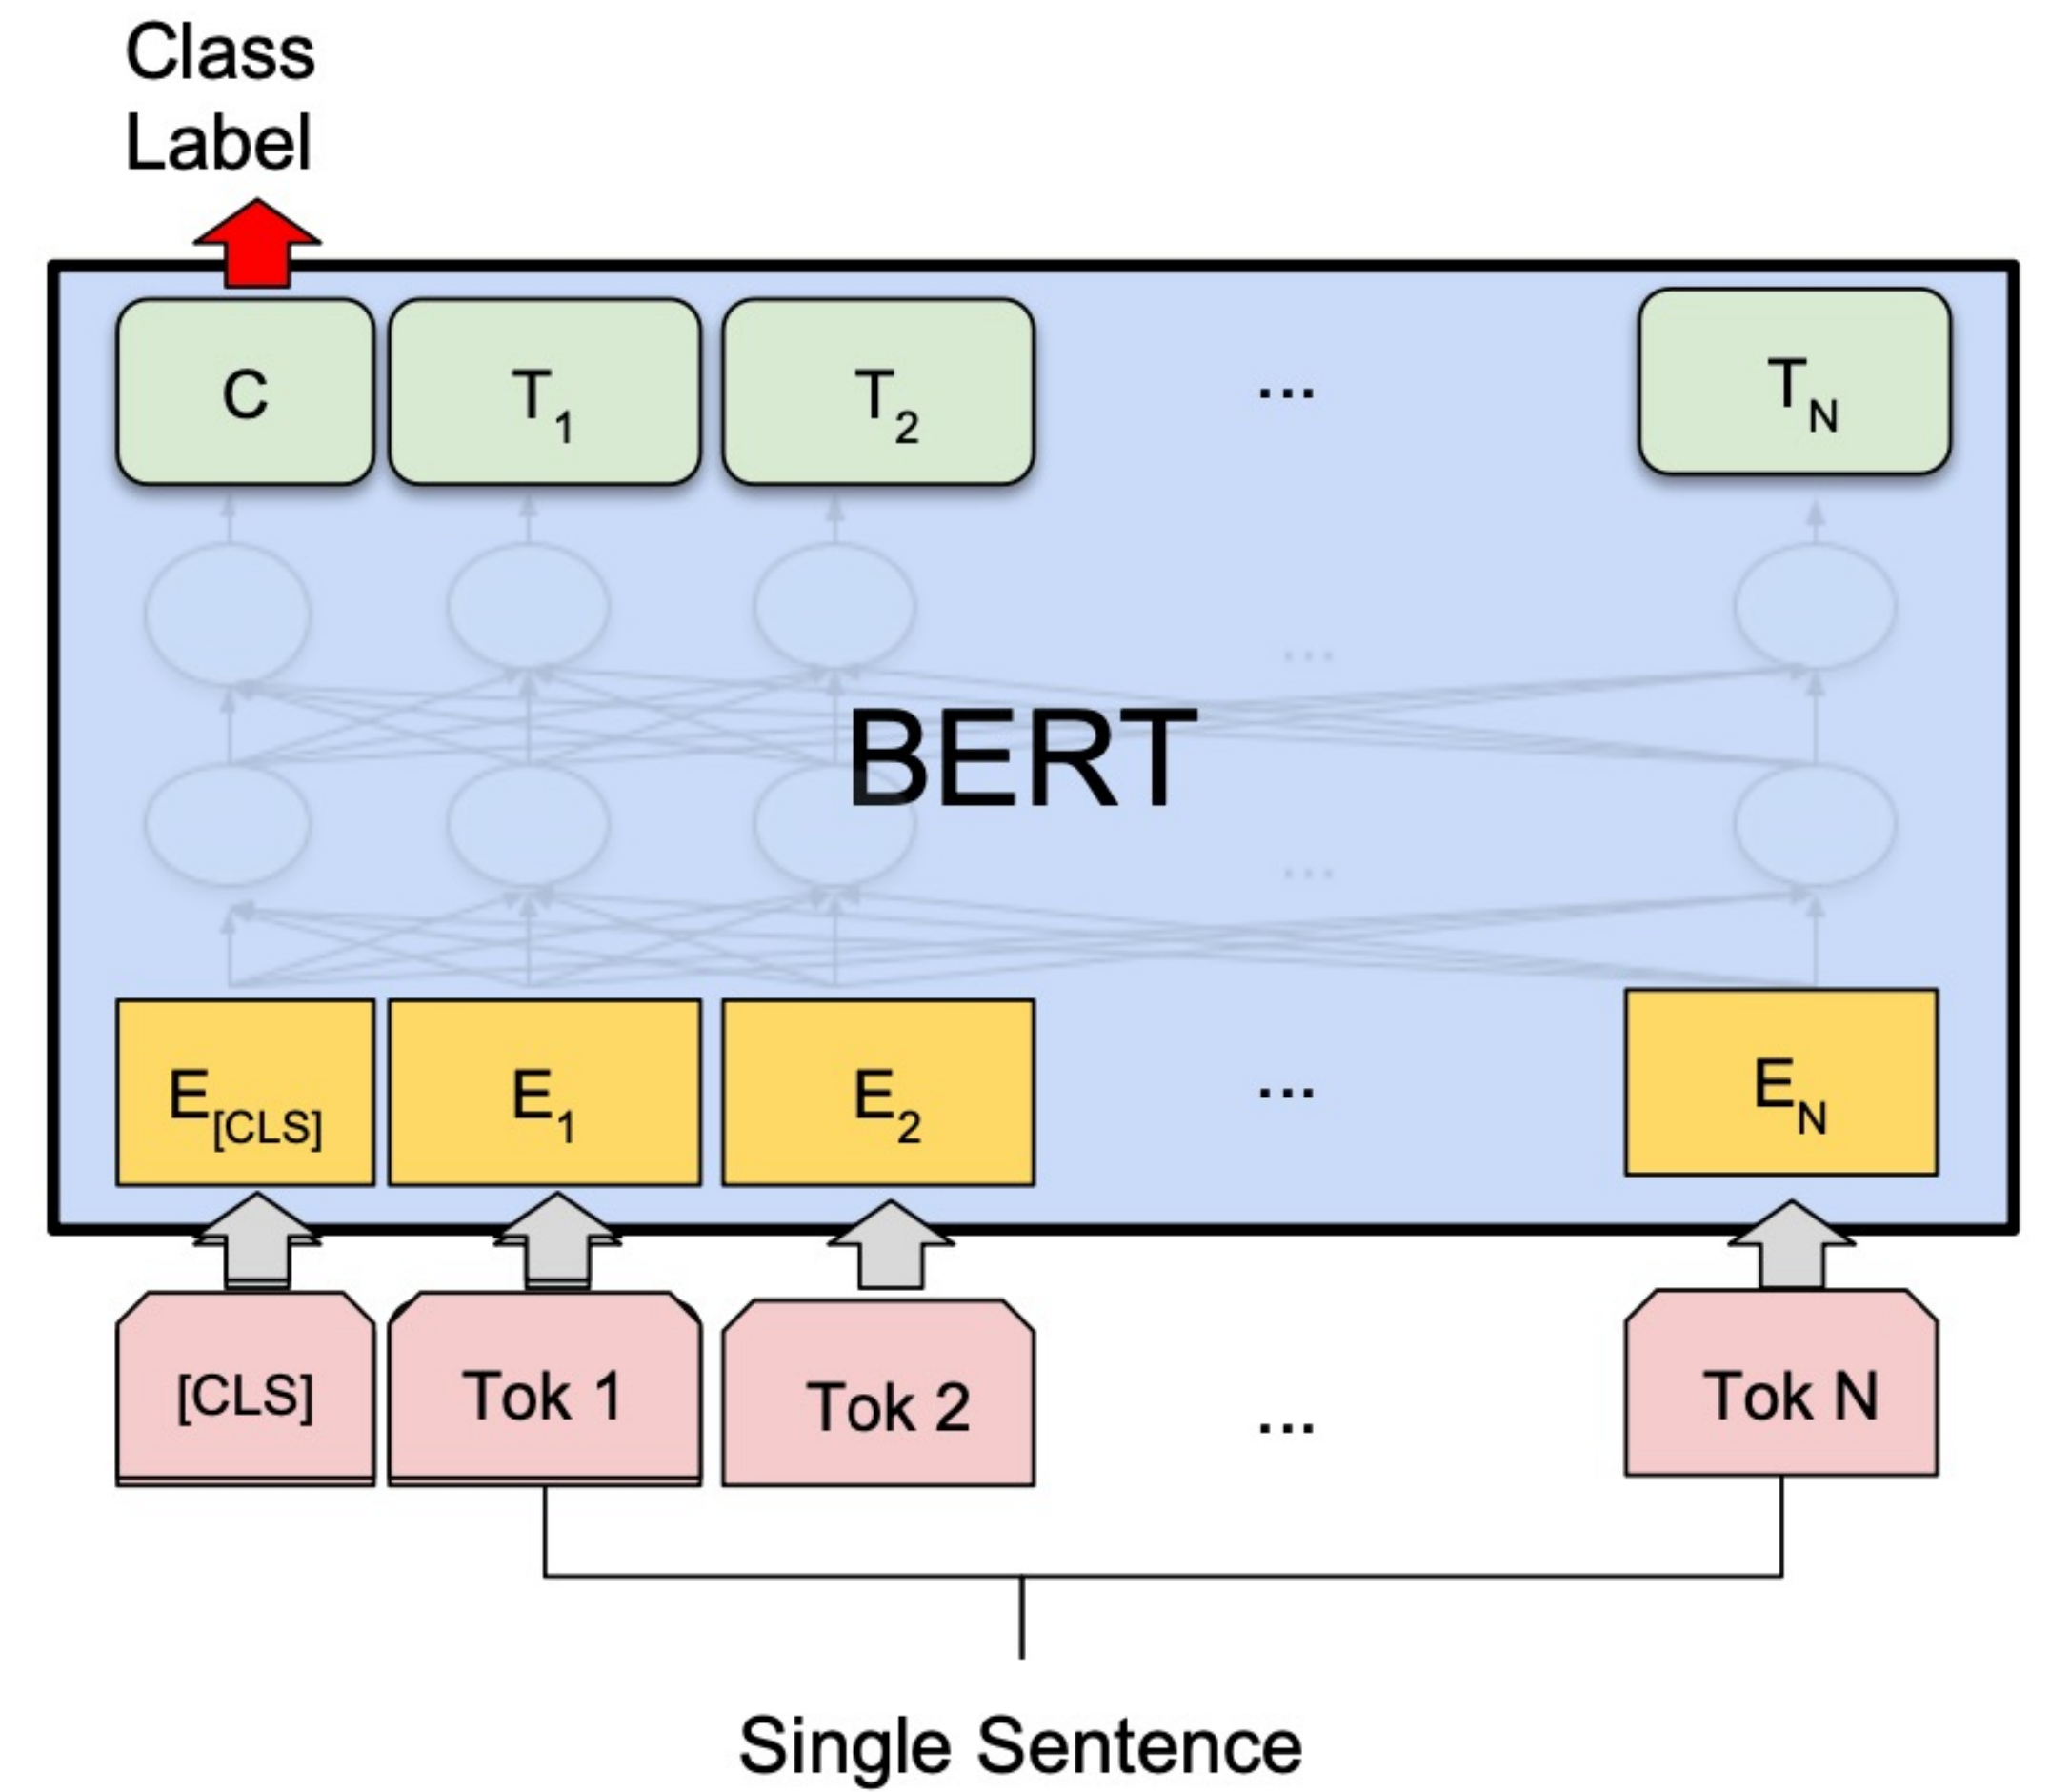 Class
Label
C T1 T2 ... TN
...
BERT
...
E[CLS] E1 E2 ... EN
[CLS] Tok 1 Tok 2 ... Tok N
Single Sentence